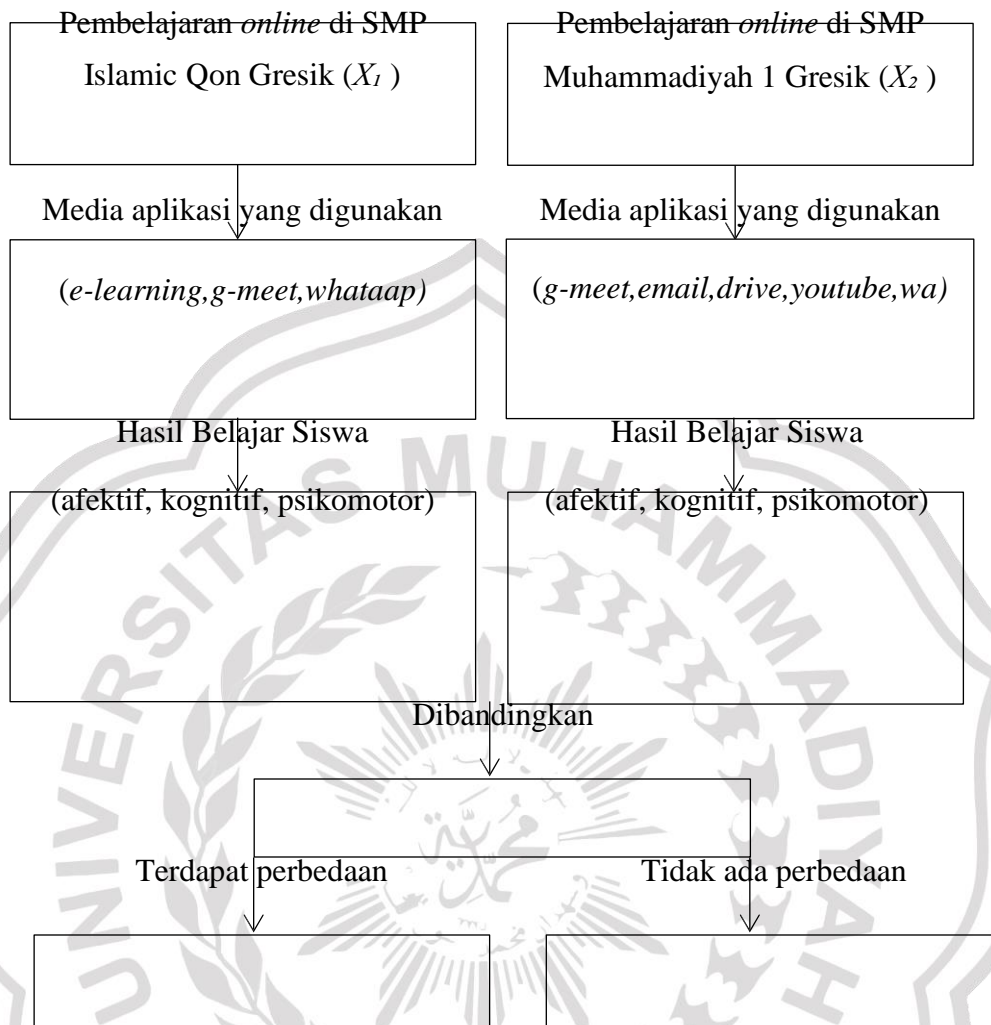 Pembelajaran online di SMP
Islamic Qon Gresik (X₁ )
Pembelajaran online di SMP
Muhammadiyah 1 Gresik (X₂ )
Media aplikasi yang digunakan
Media aplikasi yang digunakan
(e-learning,g-meet,whataap)
(g-meet,email,drive,youtube,wa)
Hasil Belajar Siswa
Hasil Belajar Siswa
(afektif, kognitif, psikomotor)
(afektif, kognitif, psikomotor)
Dibandingkan
Terdapat perbedaan
Tidak ada perbedaan
UNIVERSITAS MUHAMMADIYAH